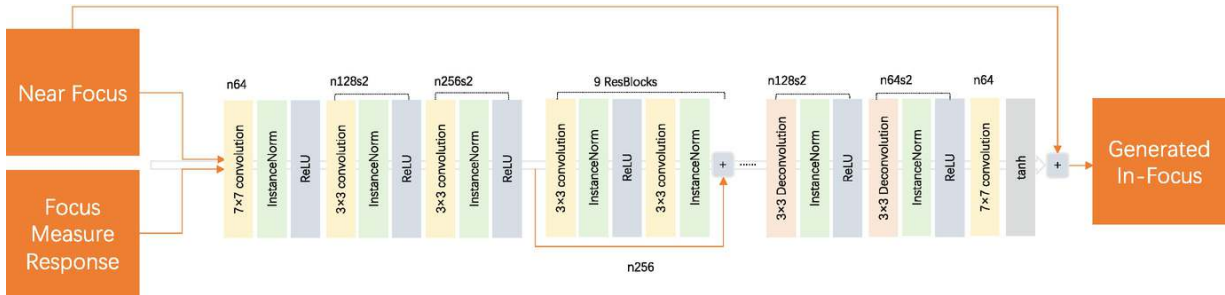 Near Focus
Focus
Measure
Response
n64
n128s2
n256s2
9 ResBlocks
n128s2
n64s2
n64
7×7 convolution
InstanceNorm
ReLU
3×3 convolution
InstanceNorm
ReLU
3×3 convolution
InstanceNorm
ReLU
3×3 convolution
InstanceNorm
ReLU
3×3 convolution
InstanceNorm
+
......
3×3 Deconvolution
InstanceNorm
ReLU
3×3 Deconvolution
InstanceNorm
ReLU
7×7 convolution
tanh
+
n256
Generated
In-Focus